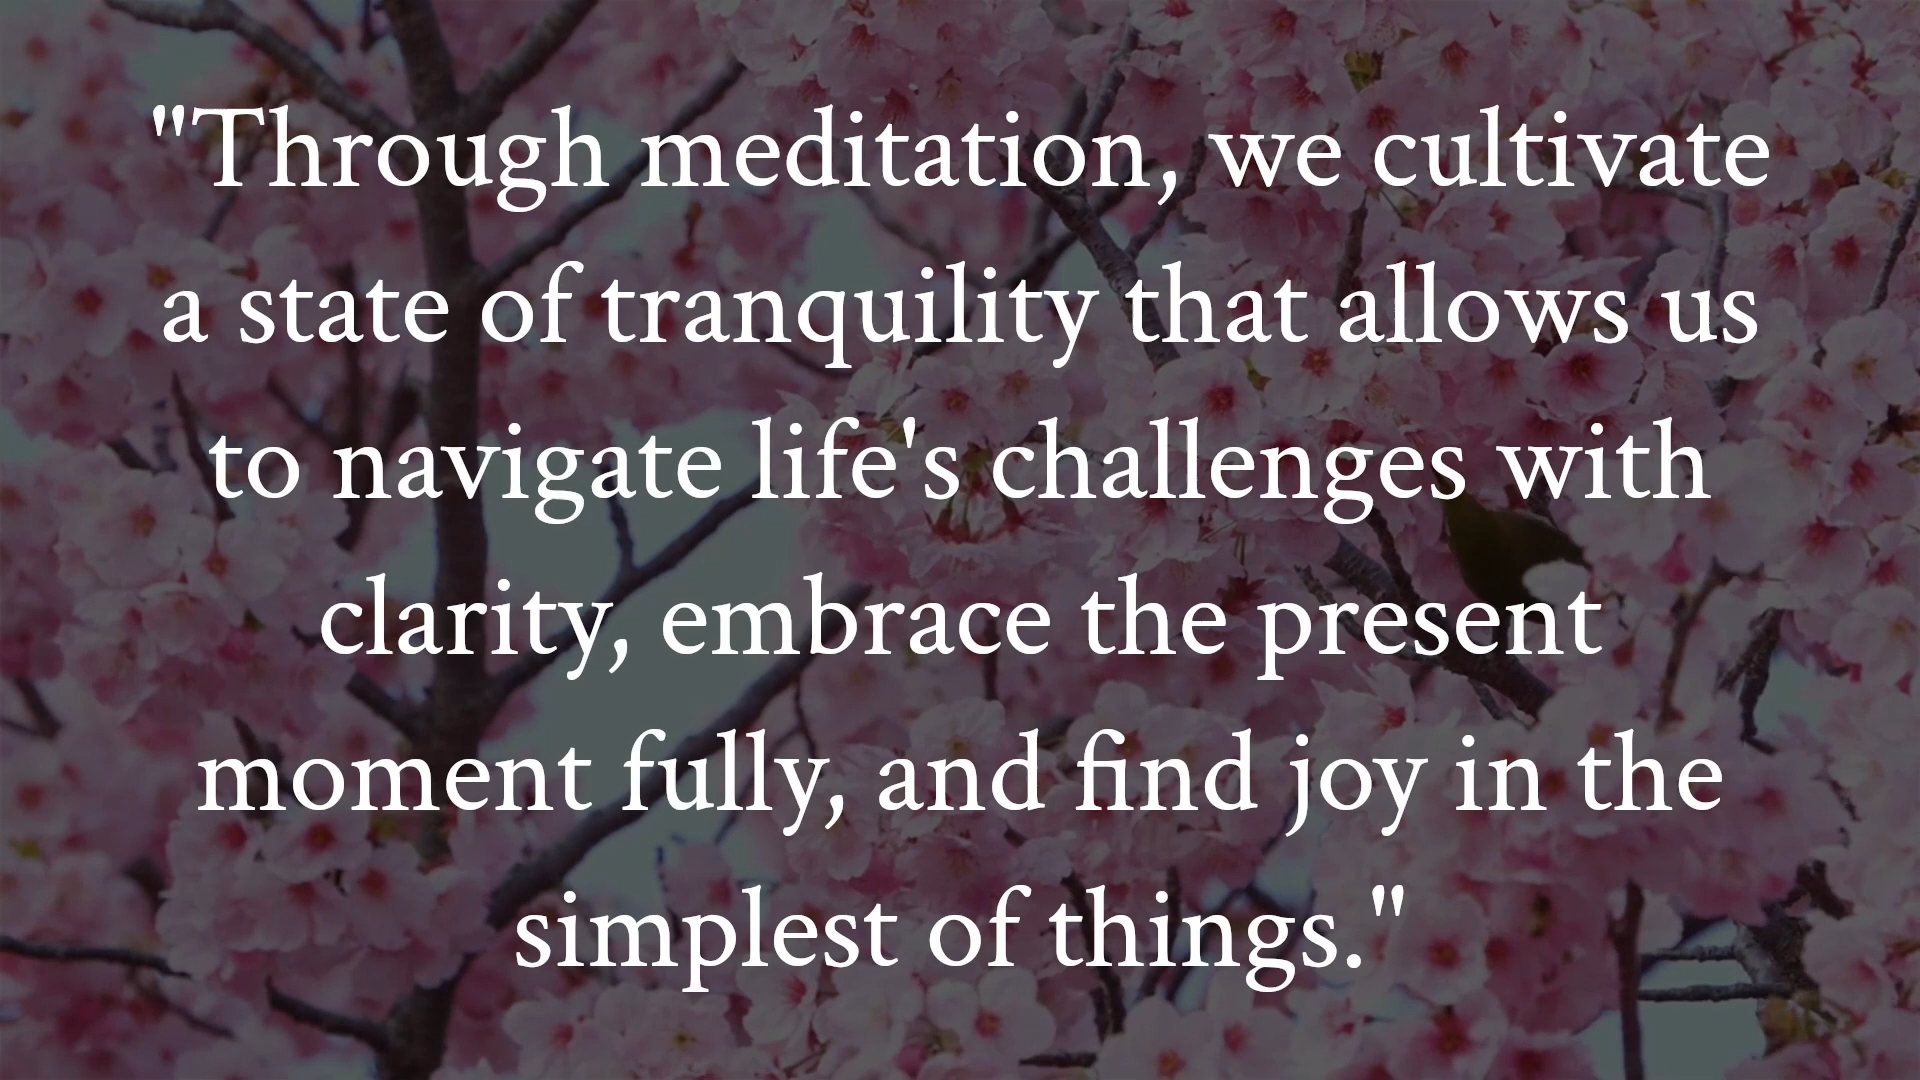 "Through meditation, we cultivate
a state of tranquility that allows us
to navigate life's challenges with
clarity, embrace the present
moment fully, and find joy in the
simplest of things."